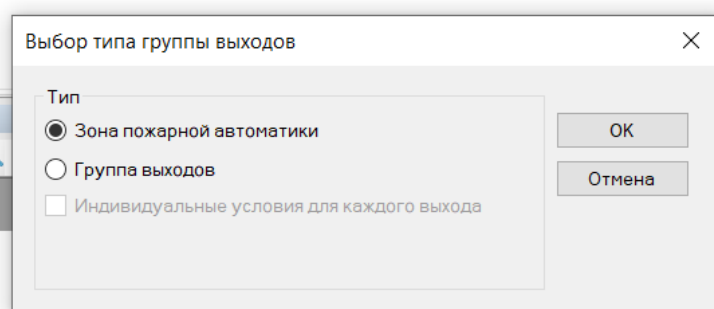 Выбор типа группы выходов
Тип
Зона пожарной автоматики
OK
Группа выходов
Отмена
Индивидуальные условия для каждого выхода